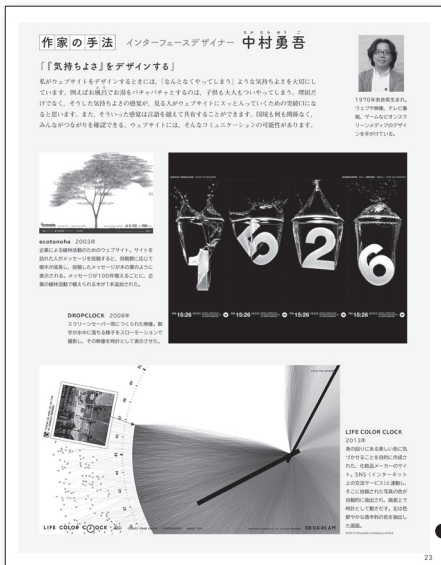 作家の手法 インターフェースデザイナー 中村勇吾
なかむらゆうご
「『気持ちよさ』をデザインする」
私がウェブサイトをデザインするときには、「なんとなくやってしまう」ような気持ちよさを大切にし
ています。例えばお風呂でお湯をパチャパチャとするのは、子供も大人もついやってしまう。理屈だ
けでなく、そうした気持ちよさの感覚が、見る人がウェブサイトにスッと入っていくための突破口にな
ると思います。また、そういった感覚は言語を越えて共有することができます。国境も何も関係なく、
みんながつながりを確認できる。ウェブサイトには、そんなコミュニケーションの可能性があります。
1970年奈良県生まれ。
ウェブや映像、テレビ番
組、ゲームなどオンスク
リーンメディアのデザイ
ンを手がけている。
ecotonoha 2003年
企業による植林活動のためのウェブサイト。サイトを
訪れた人がメッセージを投稿すると、投稿数に応じて
樹木が成長し、投稿したメッセージが木の葉のように
表示される。メッセージが100件増えるごとに、企
業の植林活動で植えられる木が1本追加された。
1 5 2 6
PM 15:26
PM 15:26
PM 15:26
PM 15:26
DROPCLOCK 2008年
スクリーンセーバー用につくられた映像。数
字が水中に落ちる様子をスローモーションで
撮影し、その映像を時計として表示させた。
LIFE COLOR CLOCK
08:04:46 AM
LIFE COLOR CLOCK
2013年
身の回りにある美しい色に気
づかせることを目的に作成さ
れた、化粧品メーカーのサイ
ト。SNS（インターネット
上の交流サービス）と連動し、
そこに投稿された写真の色が
自動的に抽出され、画面上で
時計として動きだす。左は色
鮮やかな香辛料の色を抽出し
た画面。
23